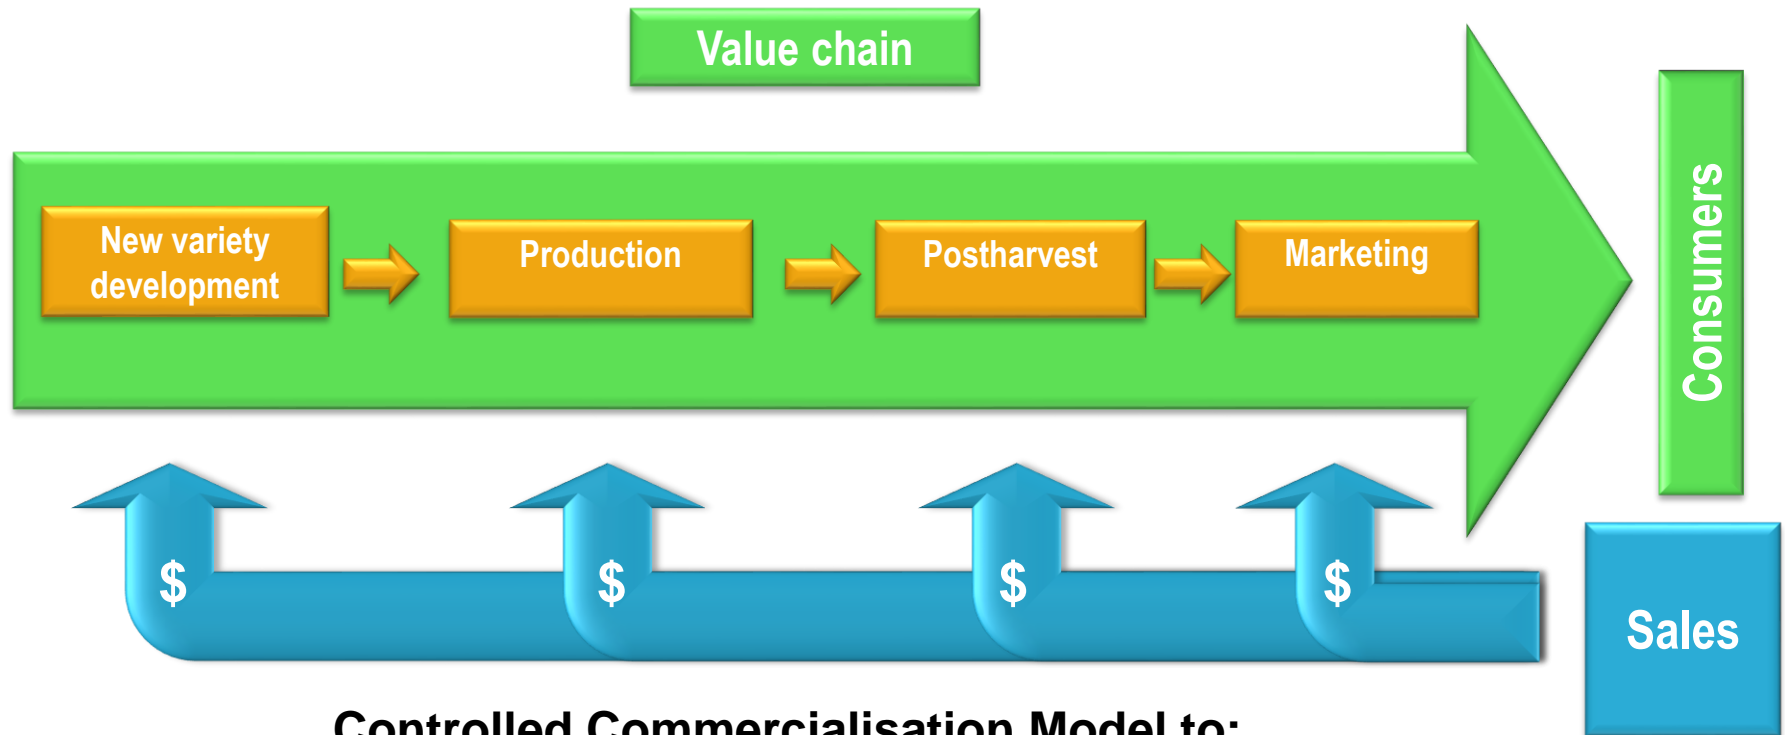 Value chain
New variety
development
Production
Postharvest
Marketing
Consumers
$
$
$
$
Sales
Controlled Commercialisation Model to: